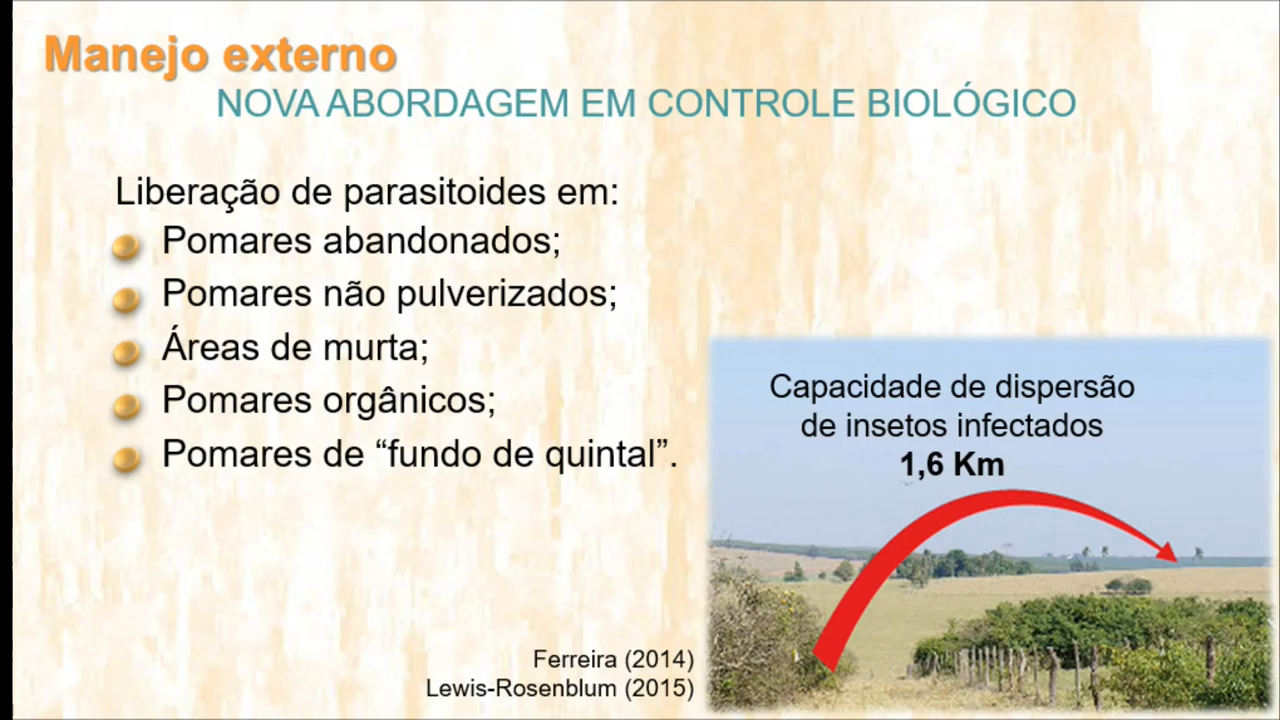 Manejo externo
NOVA ABORDAGEM EM CONTROLE BIOLÓGICO
Liberação de parasitoides em:
Pomares abandonados;
Pomares não pulverizados;
Áreas de murta;
Pomares orgânicos;
Pomares de “fundo de quintal”.
Capacidade de dispersão
de insetos infectados
1,6 Km
Ferreira (2014)
Lewis-Rosenblum (2015)